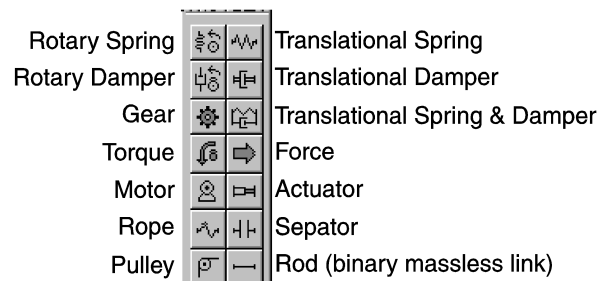 Rotary Spring Translational Spring
Rotary Damper Translational Damper
Gear Translational Spring & Damper
Torque Force
Motor Actuator
Rope Sepator
Pulley Rod (binary massless link)